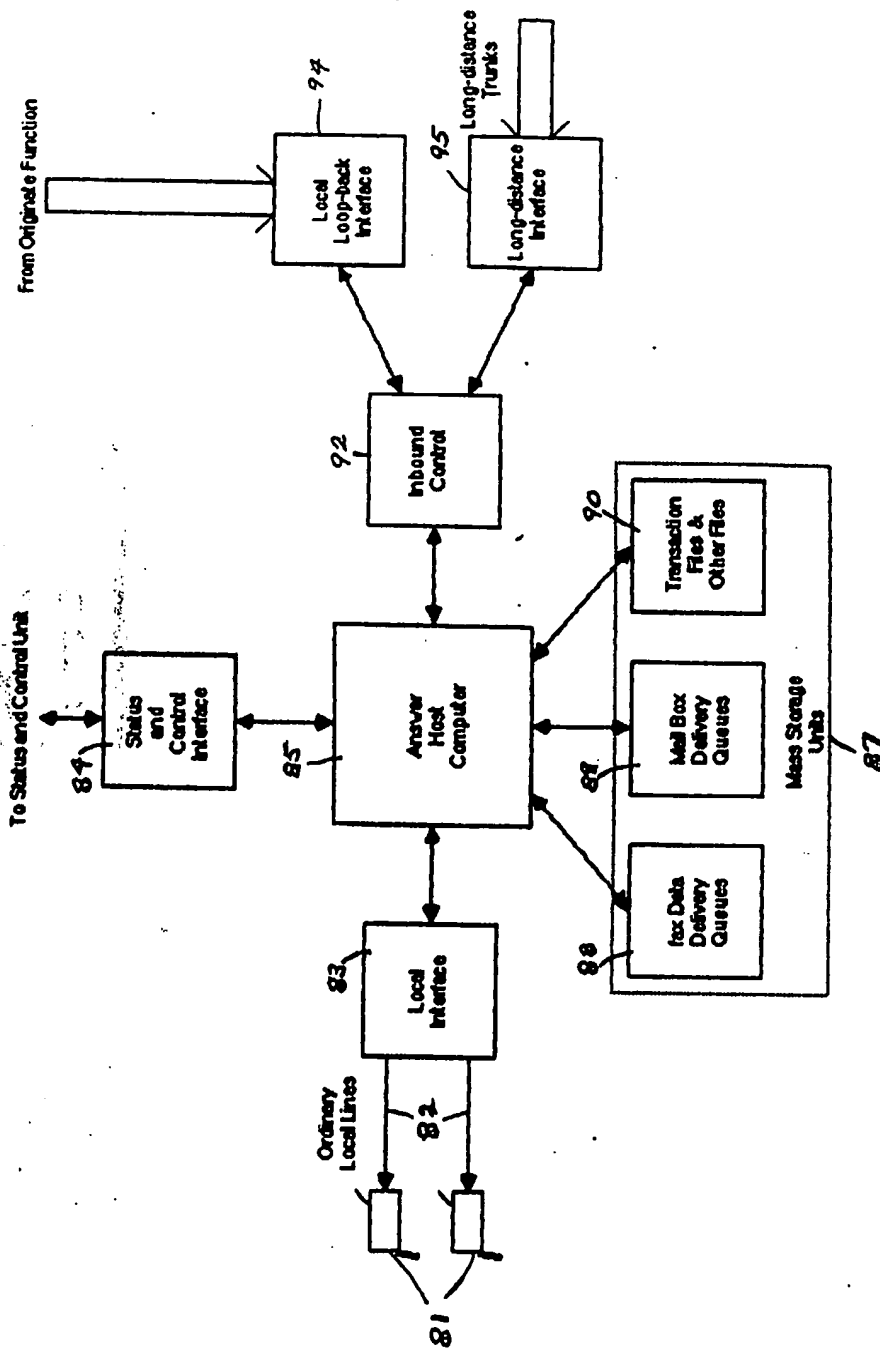 To Status and Control Unit
From Originate Function
84
Status
and
Control
Interface
94
Local
Loop-back
Interface
Ordinary
Local Lines
81
82
83
Local
Interface
85
Answer
Host
Computer
92
Inbound
Control
95
Long-distance
Interface
Long-distance
Trunks
88
fax Data
Delivery
Queues
89
Mail Box
Delivery
Queues
90
Transaction
Files &
Other Files
Mass Storage
Units
87